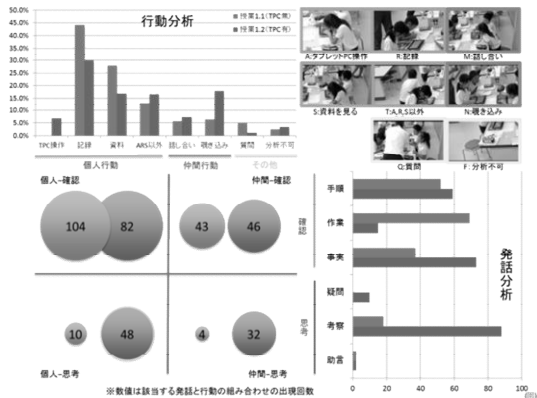 行動分析
50.0%
45.0%
40.0%
35.0%
30.0%
25.0%
20.0%
15.0%
10.0%
5.0%
0.0%
授業1.1(TPC無)
授業1.2(TPC有)
TPC操作 記録 資料 ARS以外 話し合い 覗き込み 質問 分析不可
個人行動 仲間行動 その他
A:タブレットPC操作 R:記録 M:話し合い
S:資料を見る T:A,R,S以外 N:覗き込み
Q:質問 F:分析不可
個人-確認 仲間-確認
104 82 43 46
確認
10 48 4 32
思考
個人-思考 仲間-思考
発話分析
手順
作業
事実
疑問
考察
助言
0 20 40 60 80 100
※数値は該当する発話と行動の組み合わせの出現回数